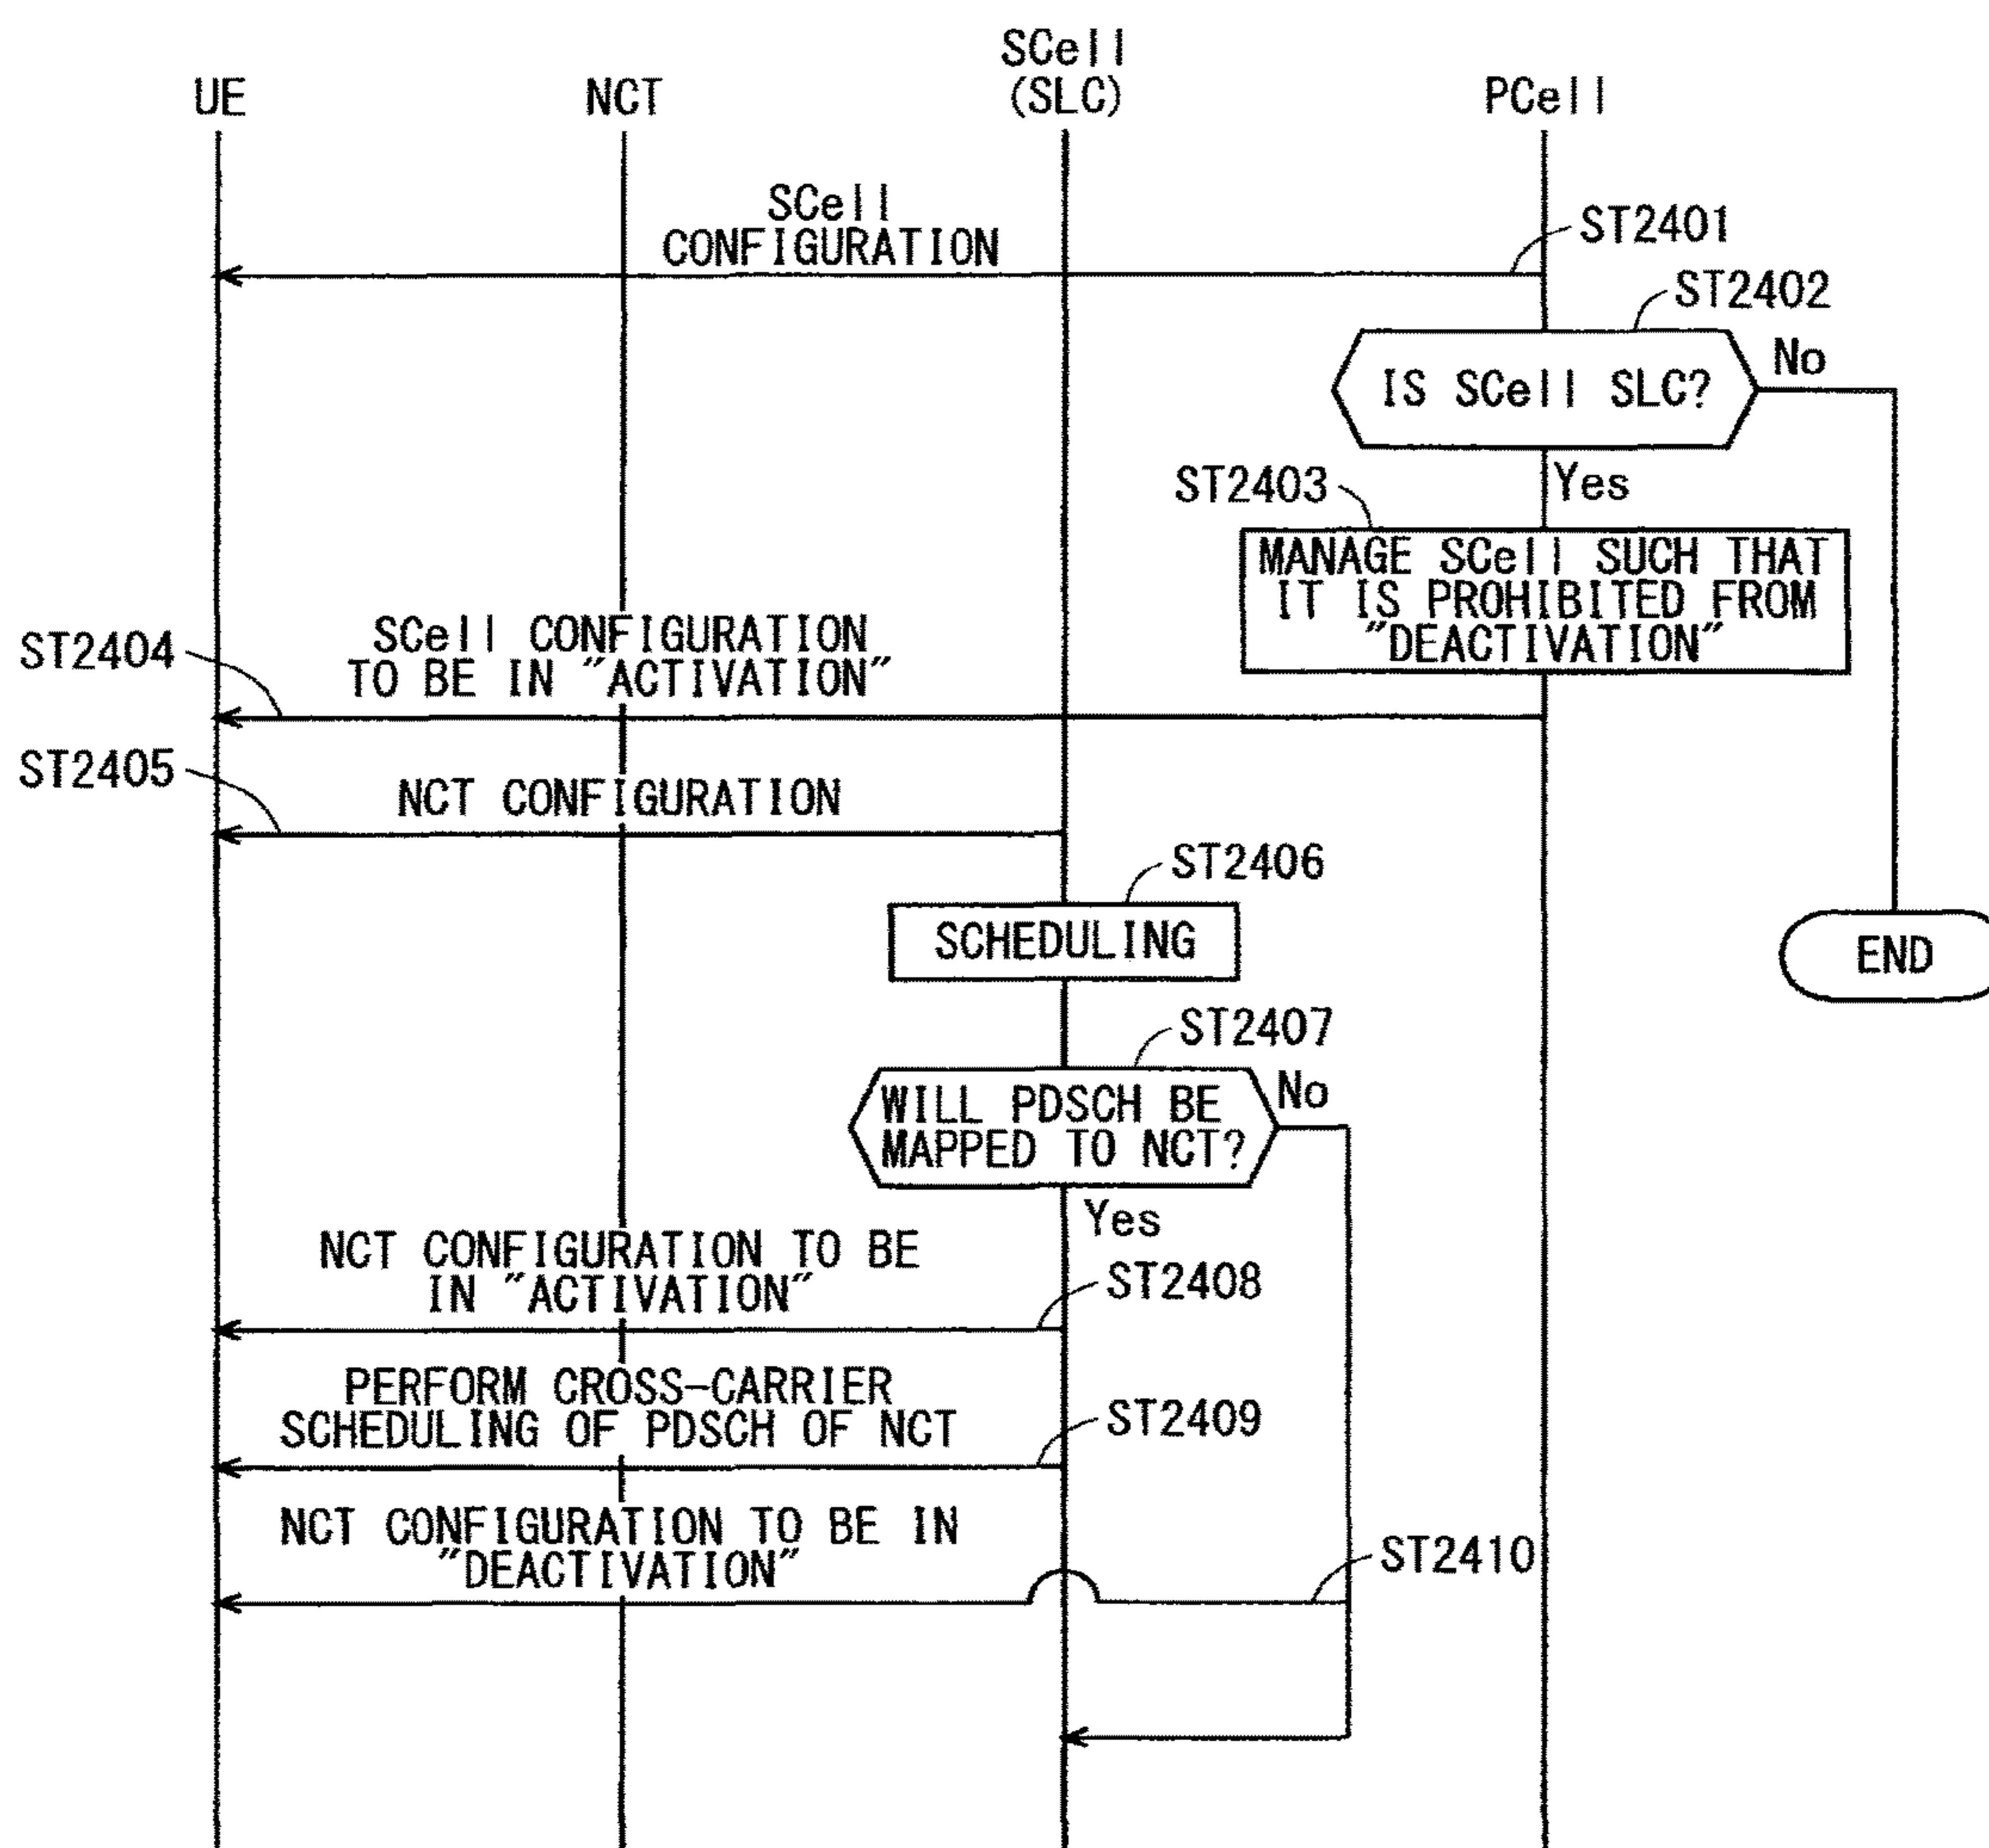 UE
NCT
SCell
(SLC)
PCell
SCell
CONFIGURATION
ST2401
ST2402
IS SCell SLC?
No
Yes
ST2403
MANAGE SCell SUCH THAT
IT IS PROHIBITED FROM
"DEACTIVATION"
ST2404
SCell CONFIGURATION
TO BE IN "ACTIVATION"
ST2405
NCT CONFIGURATION
ST2406
SCHEDULING
END
ST2407
WILL PDSCH BE
MAPPED TO NCT?
No
Yes
NCT CONFIGURATION TO BE
IN "ACTIVATION"
ST2408
PERFORM CROSS-CARRIER
SCHEDULING OF PDSCH OF NCT
ST2409
NCT CONFIGURATION TO BE IN
"DEACTIVATION"
ST2410